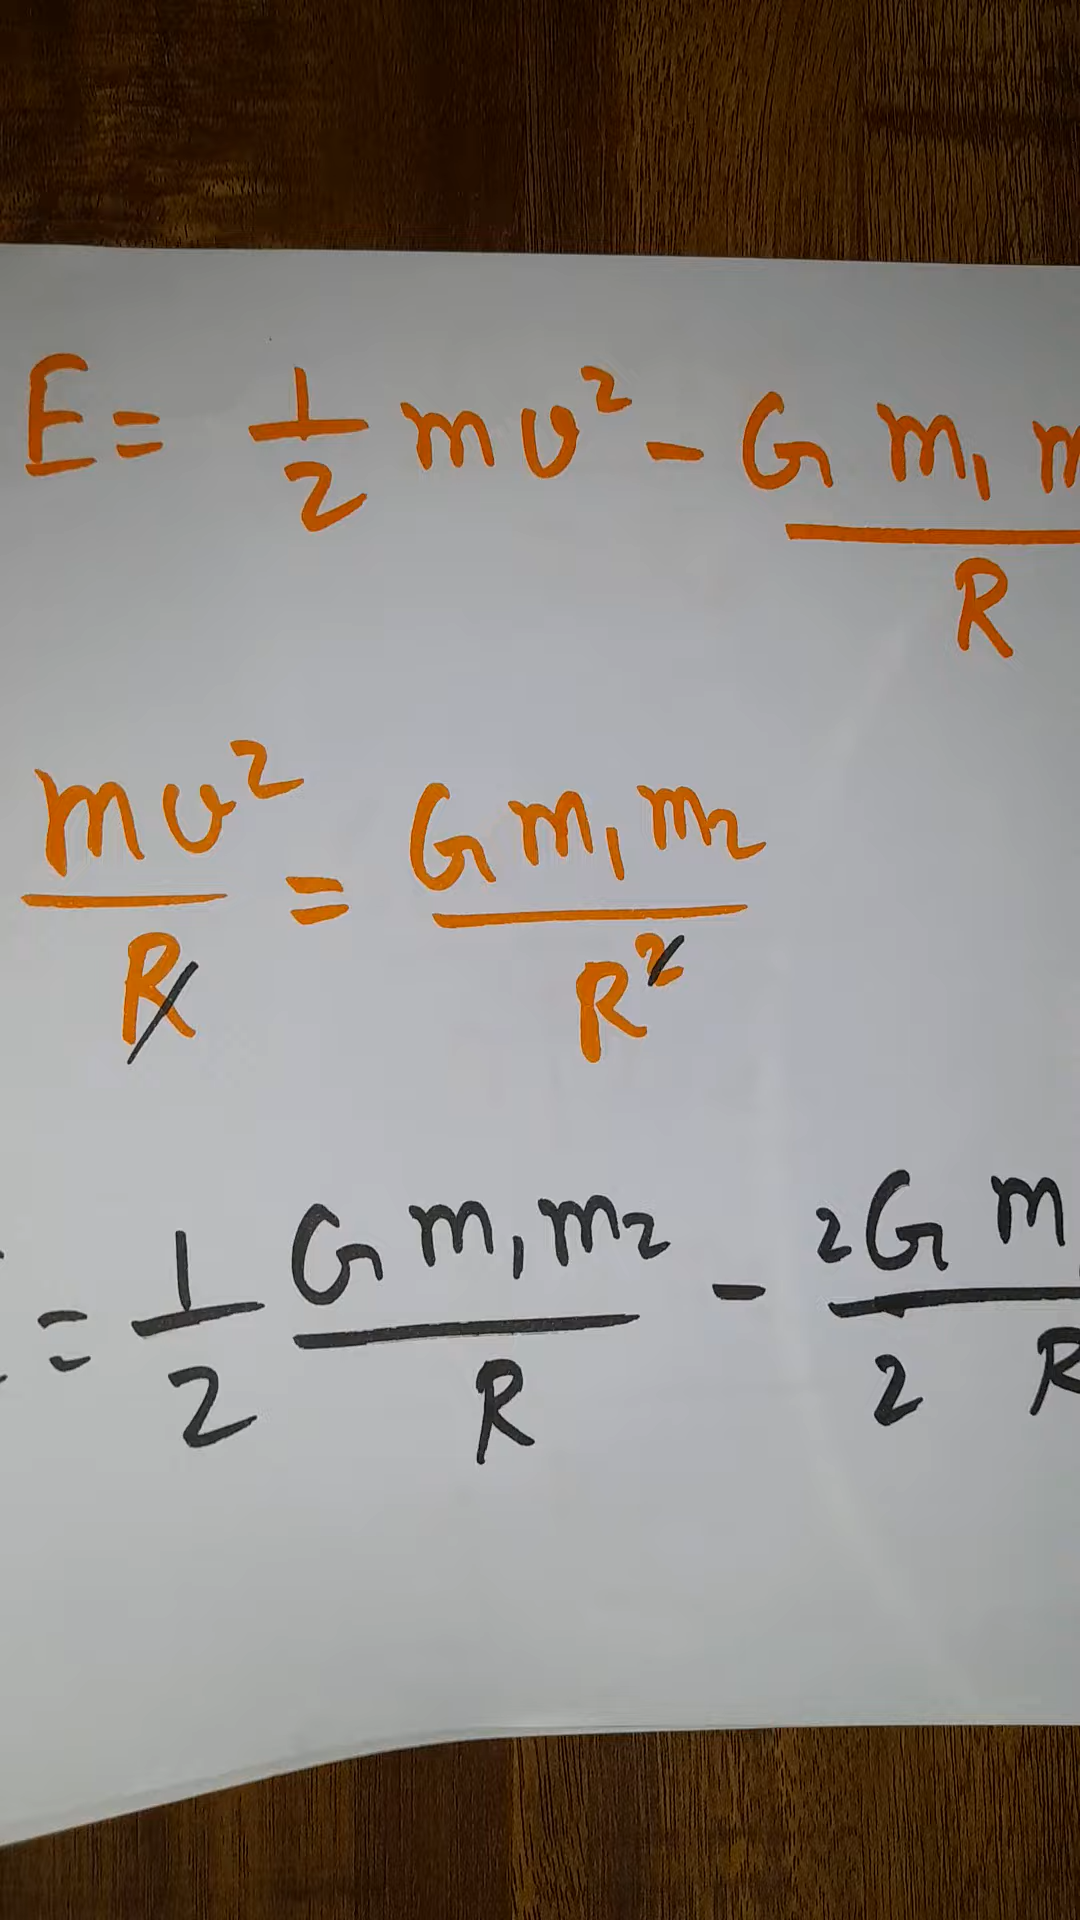 E = 1/2 mv² - G m₁ m / R
mv² / R = G m₁ m₂ / R²
= 1/2 G m₁ m₂ / R - 2G m / 2 R